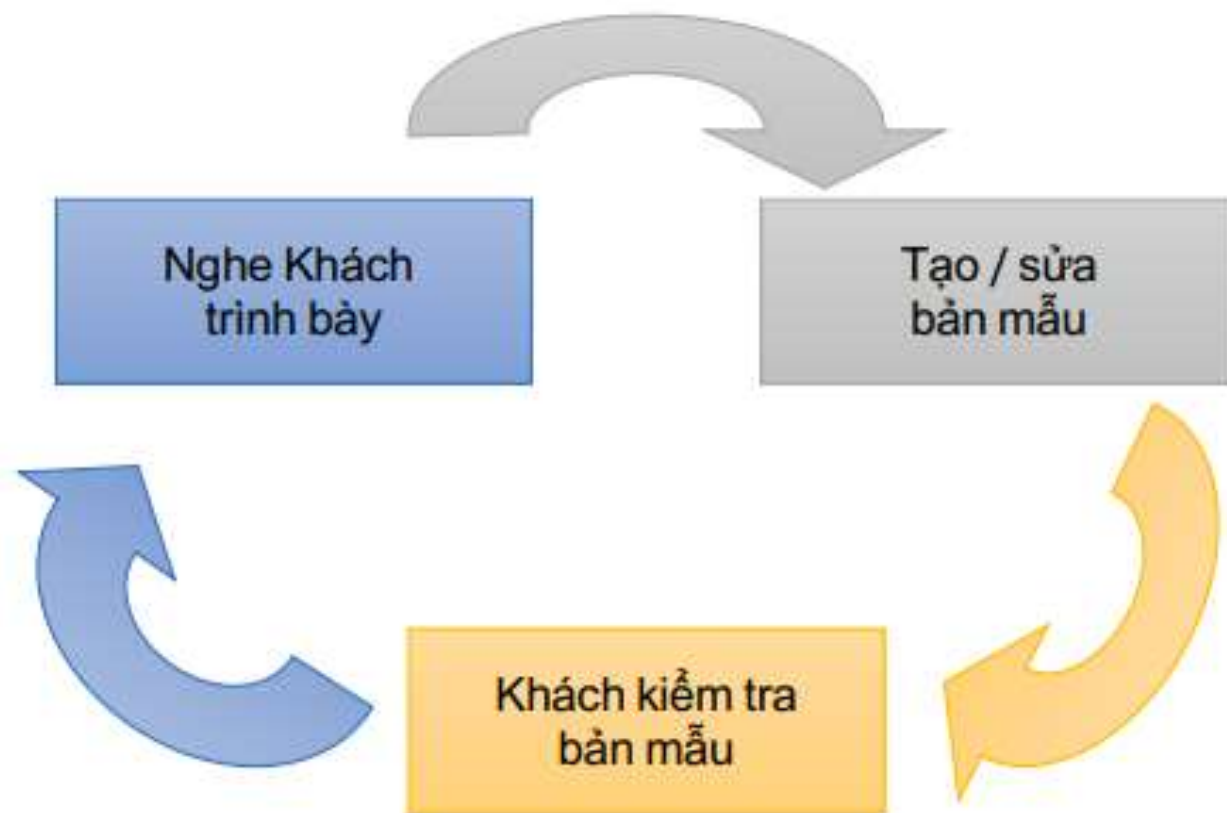 Nghe Khách
trình bày
Tạo / sửa
bản mẫu
Khách kiểm tra
bản mẫu